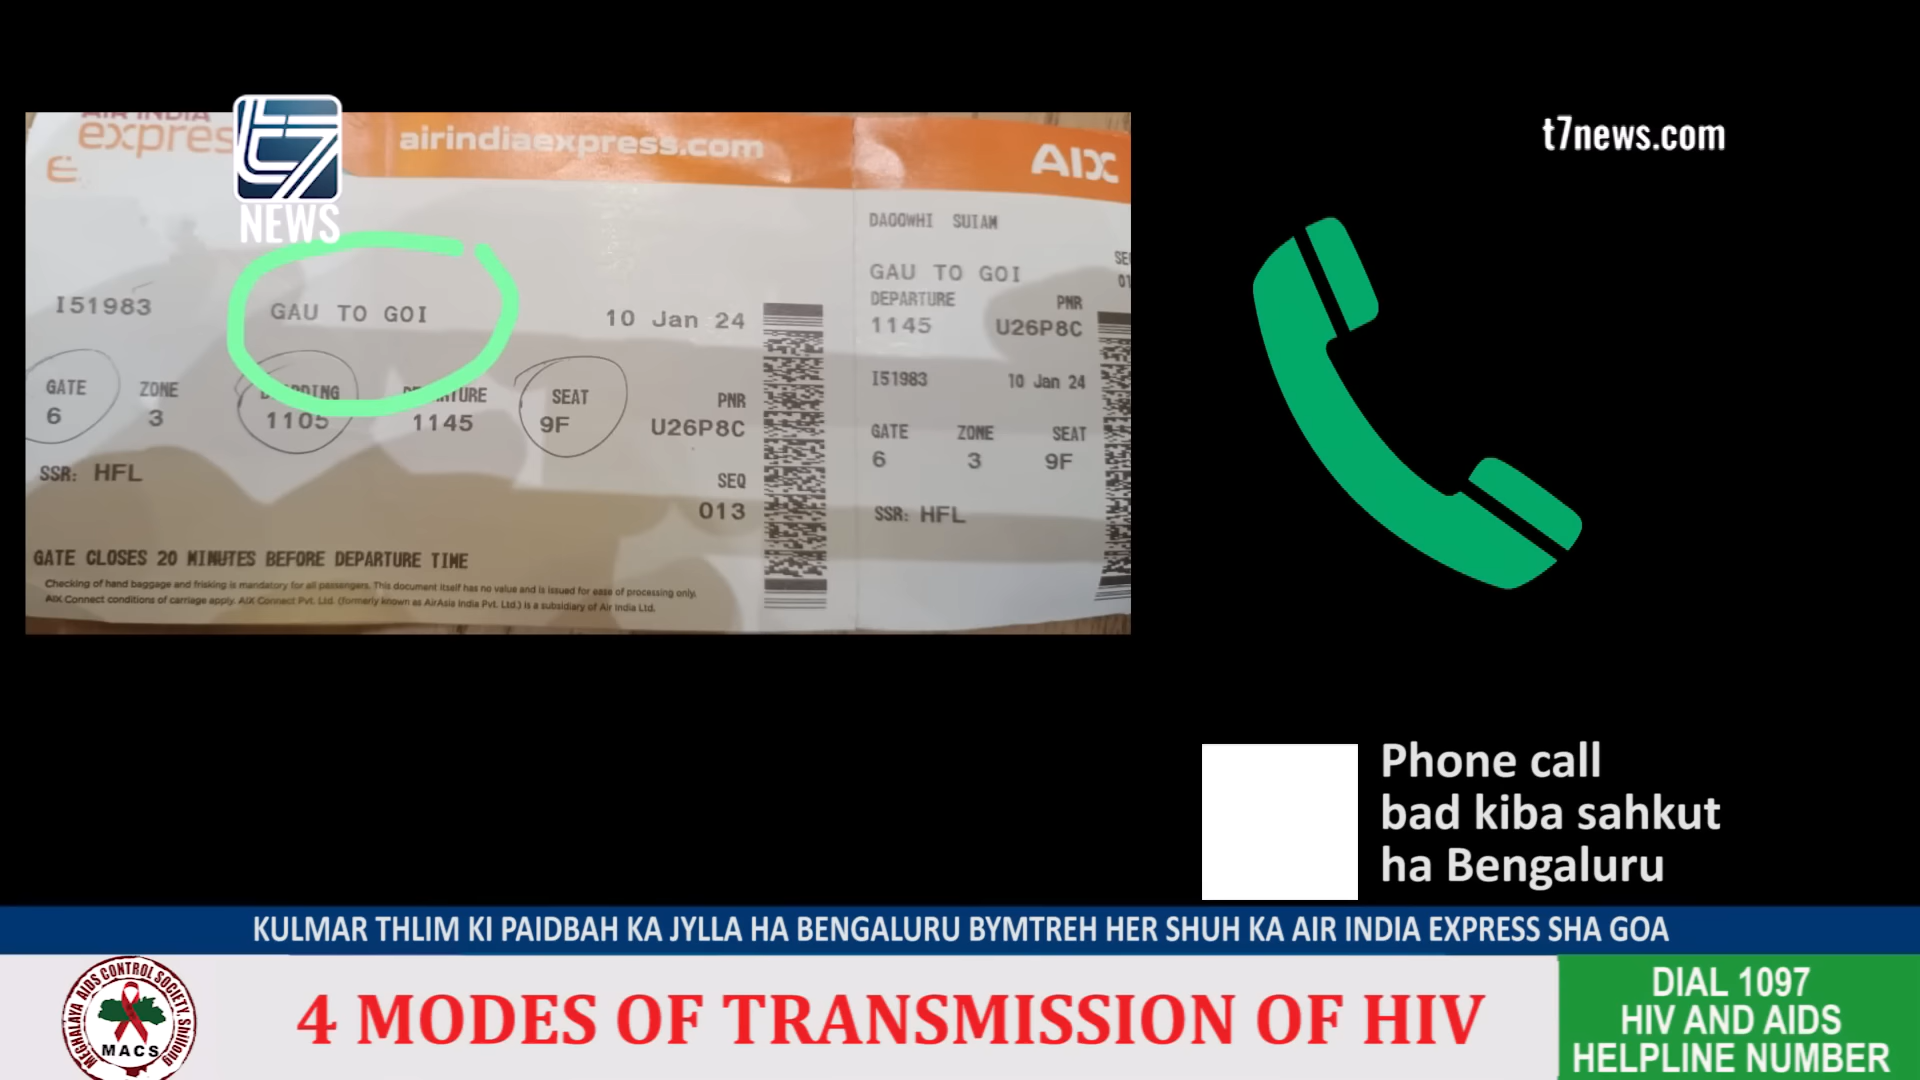 AIR INDIA
express
airindiaexpress.com
AIX
t7
NEWS
t7news.com
DAOOWHI SUIAM
I51983
GAU TO GOI
10 Jan 24
GATE
6
ZONE
3
1105
1145
SEAT
9F
PNR
U26P8C
SSR: HFL
SEQ
013
GATE CLOSES 20 MINUTES BEFORE DEPARTURE TIME
Checking of hand baggage and frisking is mandatory for all passengers. This document itself has no value and is issued for ease of processing only.
AIX Connect conditions of carriage apply. AIX Connect Pvt. Ltd. (formerly known as AirAsia India Pvt. Ltd.) is a subsidiary of Air India Ltd.
GAU TO GOI
DEPARTURE
1145
PNR
U26P8C
I51983
10 Jan 24
GATE
6
ZONE
3
SEAT
9F
SSR: HFL
Phone call
bad kiba sahkut
ha Bengaluru
KULMAR THLIM KI PAIDBAH KA JYLLA HA BENGALURU BYMTREH HER SHUH KA AIR INDIA EXPRESS SHA GOA
MEGHALAYA AIDS CONTROL SOCIETY, Shillong
MACS
4 MODES OF TRANSMISSION OF HIV
DIAL 1097
HIV AND AIDS
HELPLINE NUMBER